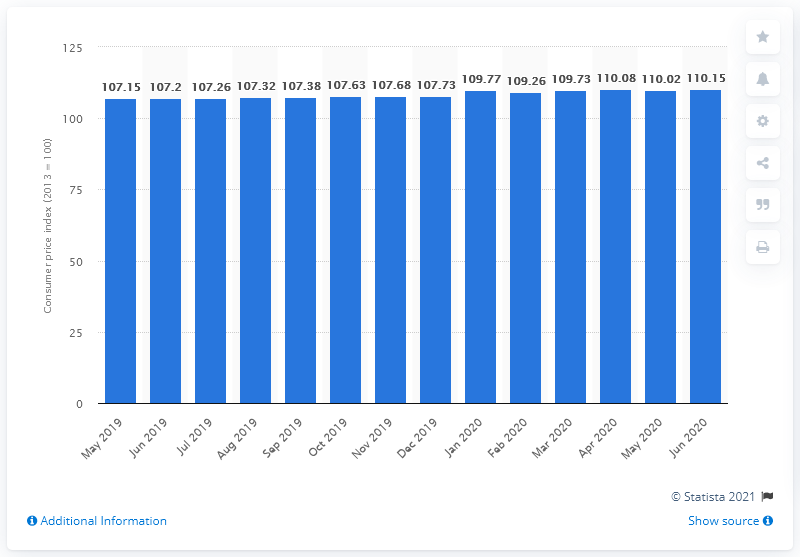 Consumer price index (2013 = 100)
125
100
75
50
25
0
107.15 107.2 107.26 107.32 107.38 107.63 107.68 107.73 109.77 109.26 109.73 110.08 110.02 110.15
May 2019 Jun 2019 Jul 2019 Aug 2019 Sep 2019 Oct 2019 Nov 2019 Dec 2019 Jan 2020 Feb 2020 Mar 2020 Apr 2020 May 2020 Jun 2020
© Statista 2021
Additional Information
Show source